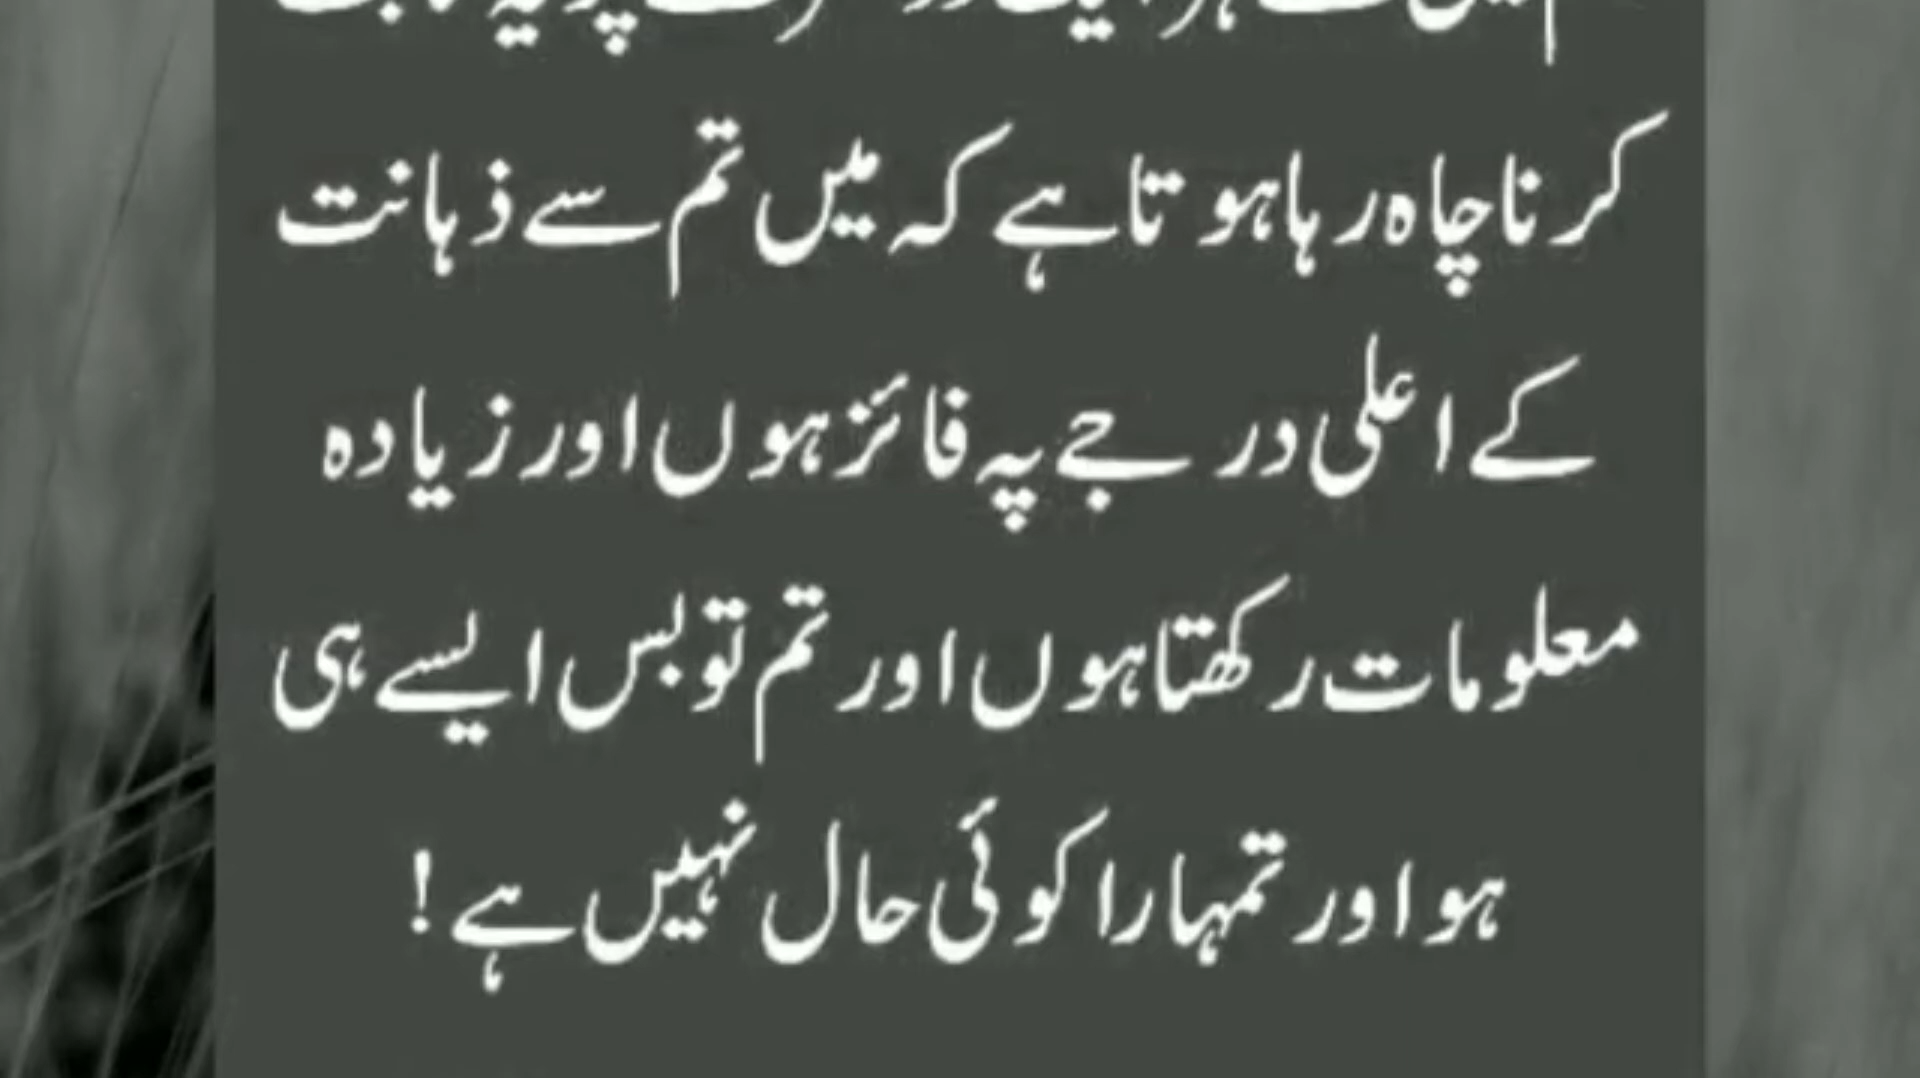 کرنا چاہ رہا ہوتا ہے کہ میں تم سے ذہانت
کے اعلی درجے پہ فائز ہوں اور زیادہ
معلومات رکھتا ہوں اور تم تو بس ایسے ہی
ہو اور تمہارا کوئی حال نہیں ہے!